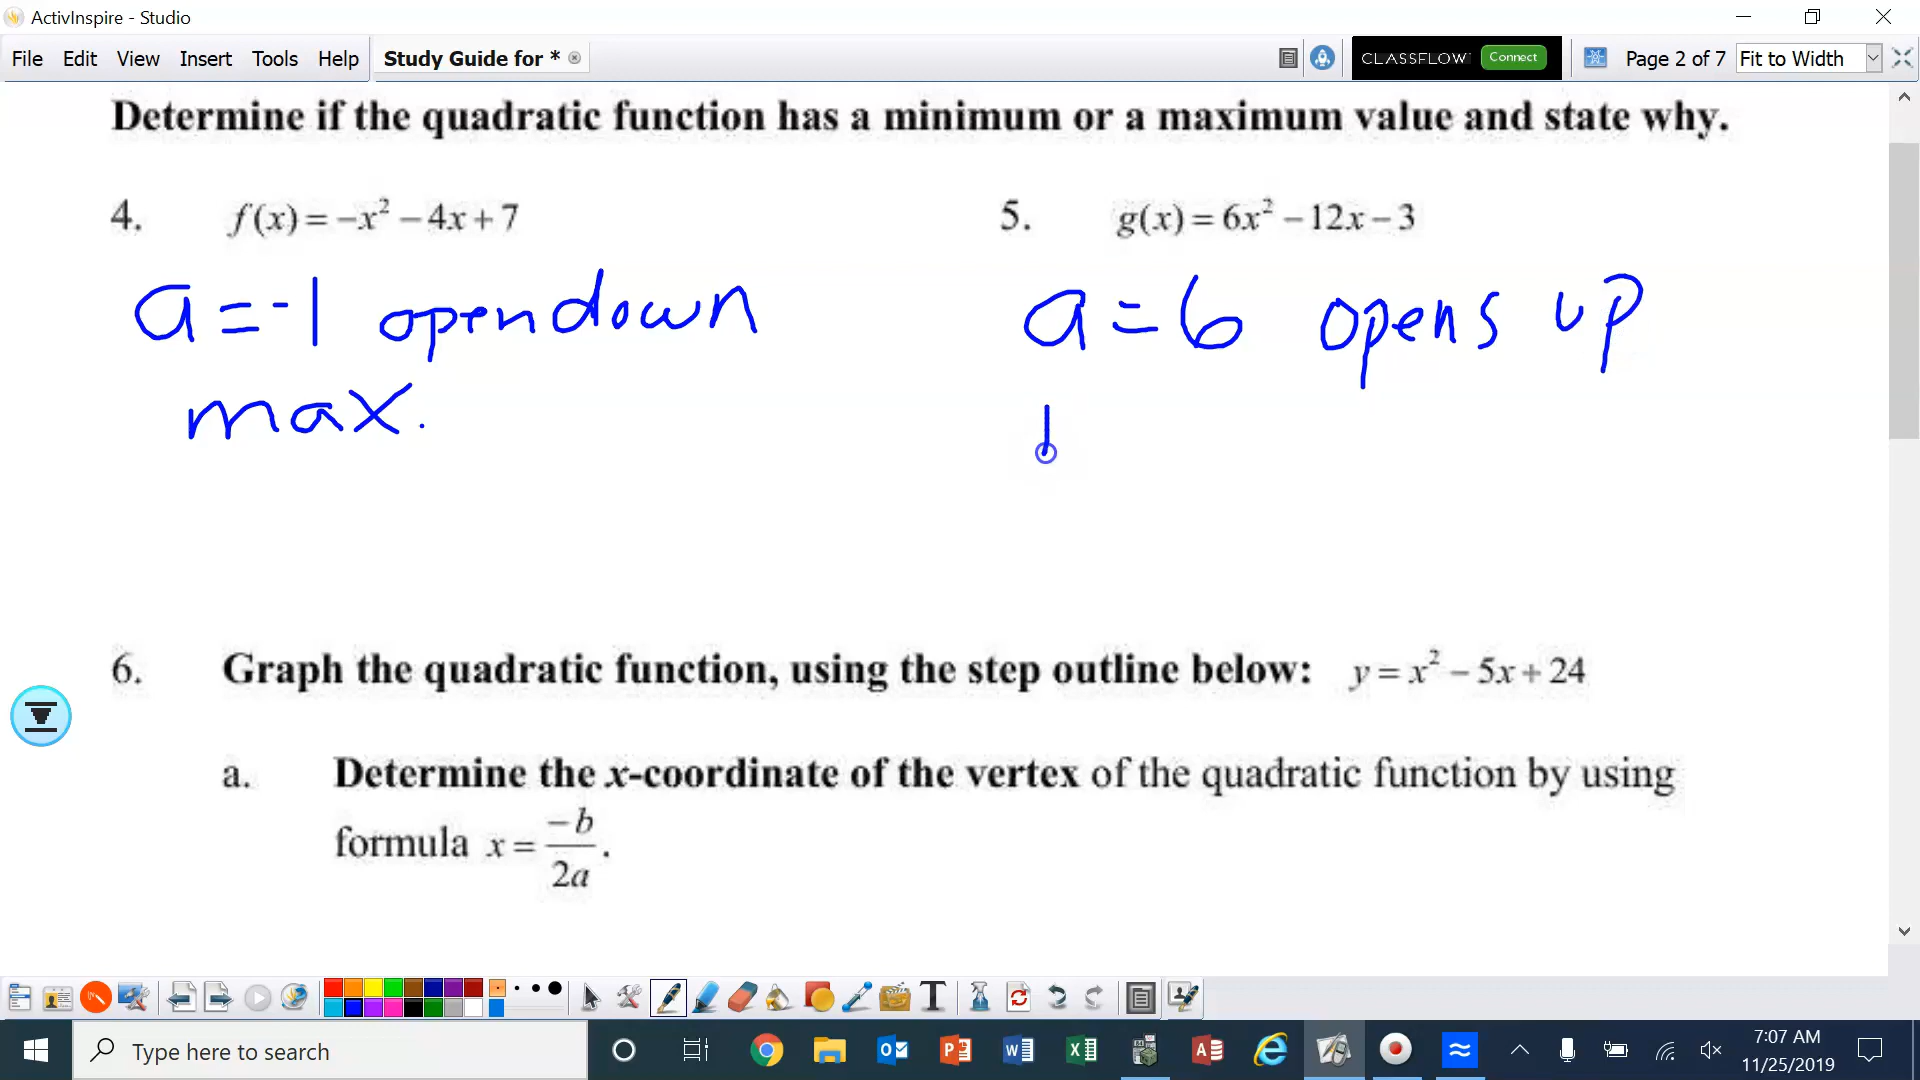 ActivInspire - Studio
File Edit View Insert Tools Help Study Guide for * CLASSFLOW Connect Page 2 of 7 Fit to Width
Determine if the quadratic function has a minimum or a maximum value and state why.
4. f(x) = -x² - 4x + 7 5. g(x) = 6x² - 12x - 3
a = -1 open down a = 6 opens up
max.
6. Graph the quadratic function, using the step outline below: y = x² - 5x + 24
a. Determine the x-coordinate of the vertex of the quadratic function by using
formula x = -b/2a.
Type here to search
7:07 AM
11/25/2019